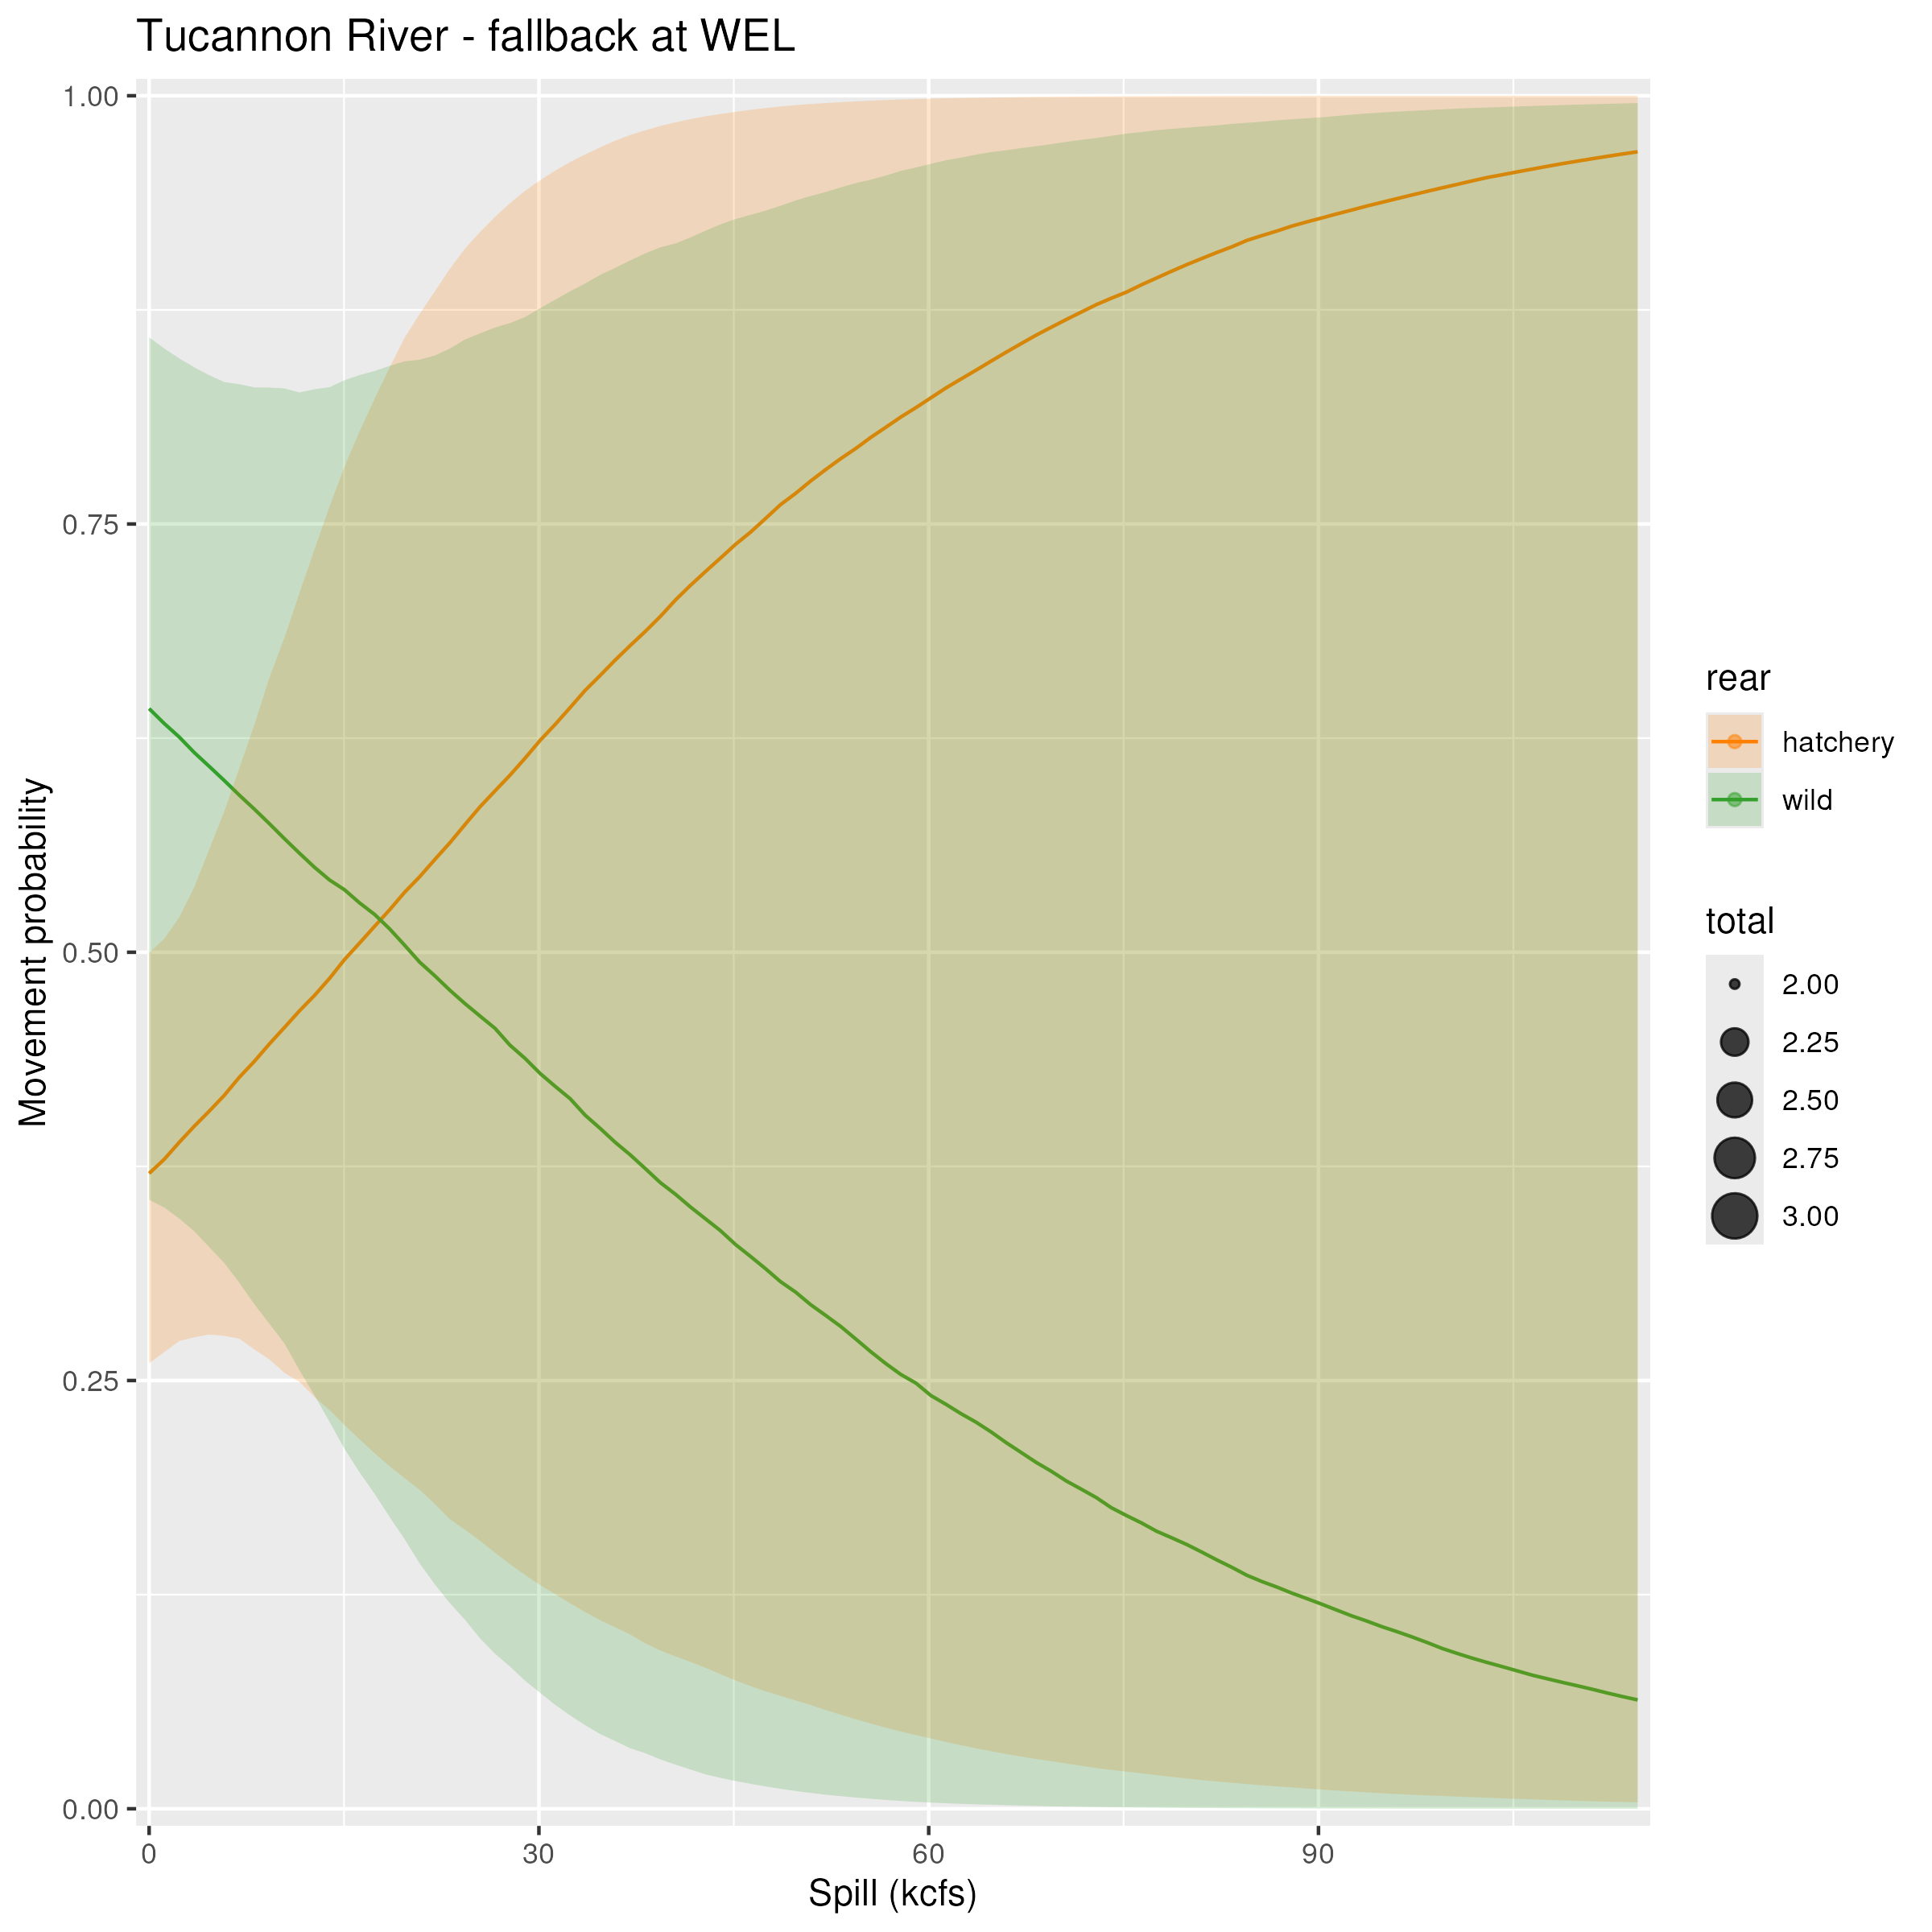 Tucannon River - fallback at WEL
Movement probability
1.00
0.75
0.50
0.25
0.00
0
30
60
90
Spill (kcfs)
rear
hatchery
wild
total
2.00
2.25
2.50
2.75
3.00